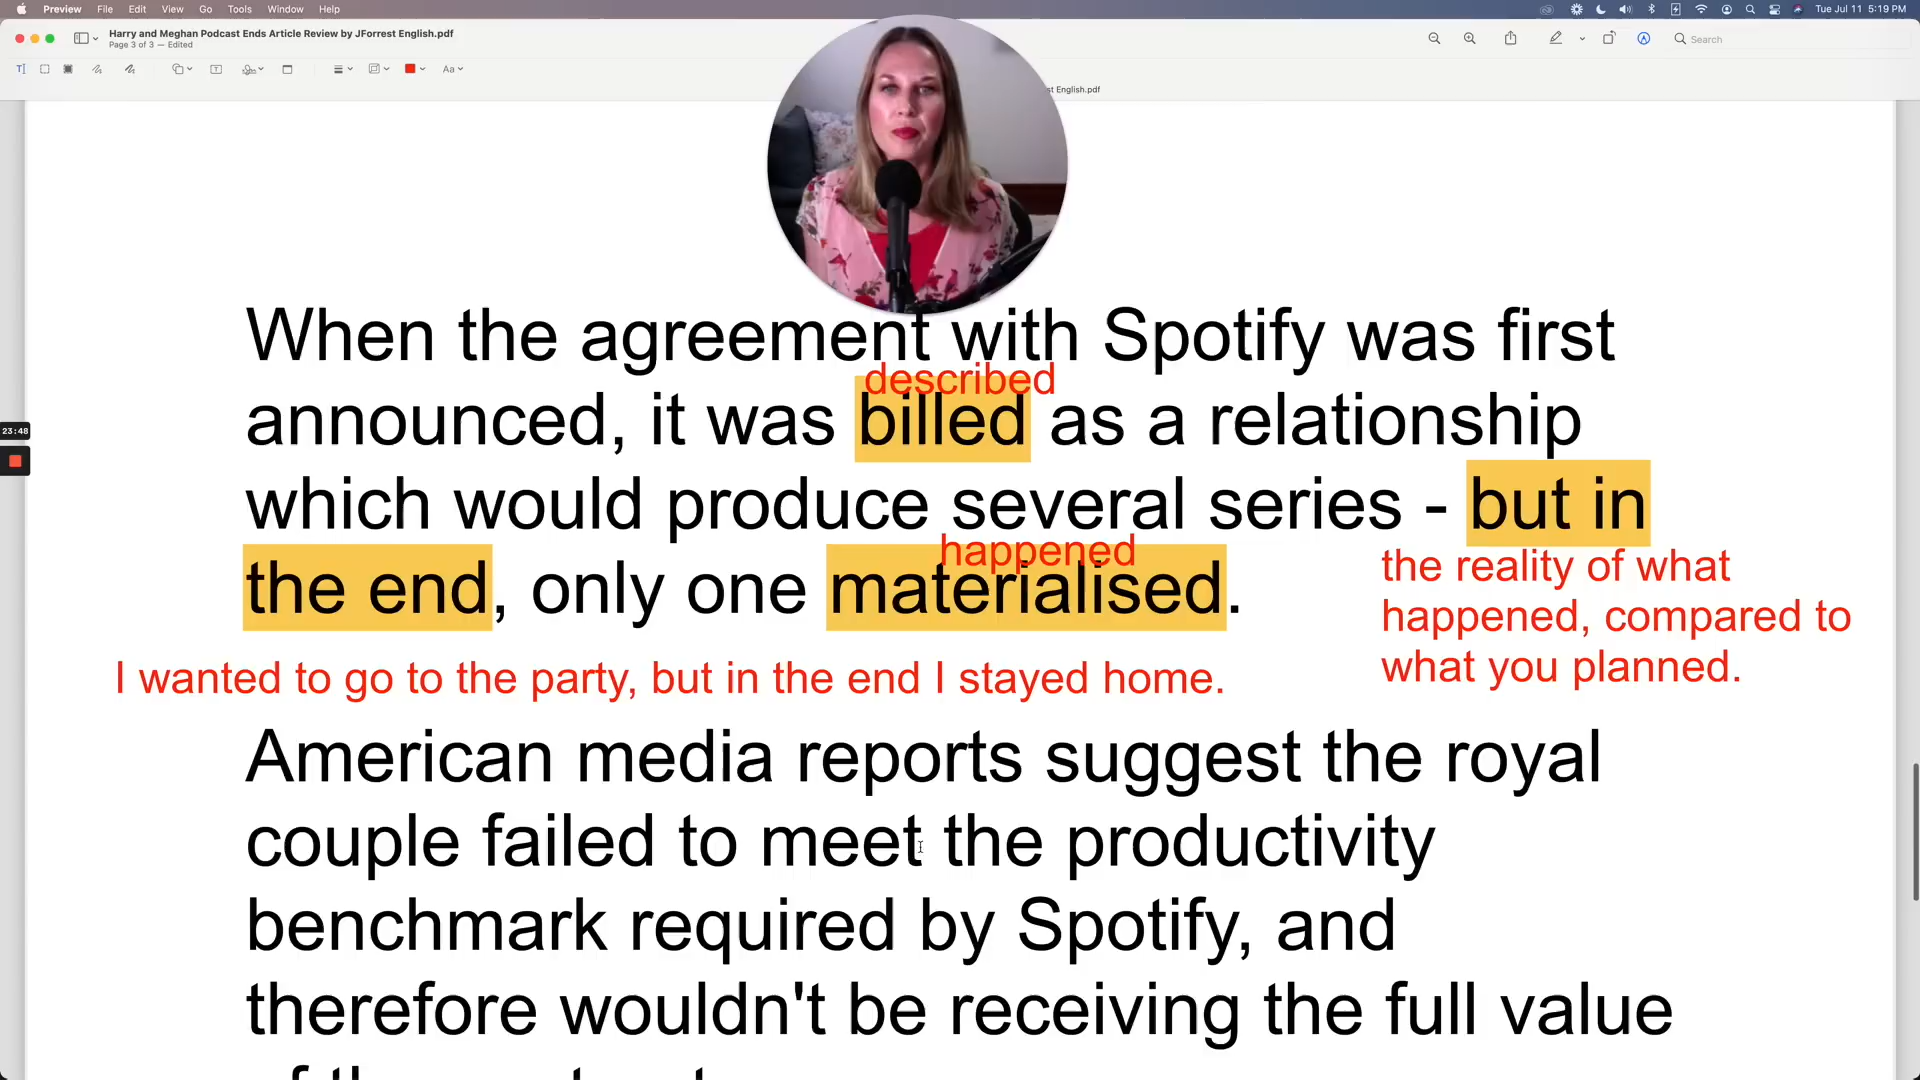 Preview File Edit View Go Tools Window Help
Tue Jul 11 5:19 PM
Harry and Meghan Podcast Ends Article Review by JForrest English.pdf
Page 3 of 3 — Edited
Search
Aa
st English.pdf
When the agreement with Spotify was first
described
announced, it was billed as a relationship
which would produce several series - but in
happened
the end, only one materialised.
the reality of what
happened, compared to
what you planned.
I wanted to go to the party, but in the end I stayed home.
23:48
American media reports suggest the royal
couple failed to meet the productivity
benchmark required by Spotify, and
therefore wouldn't be receiving the full value